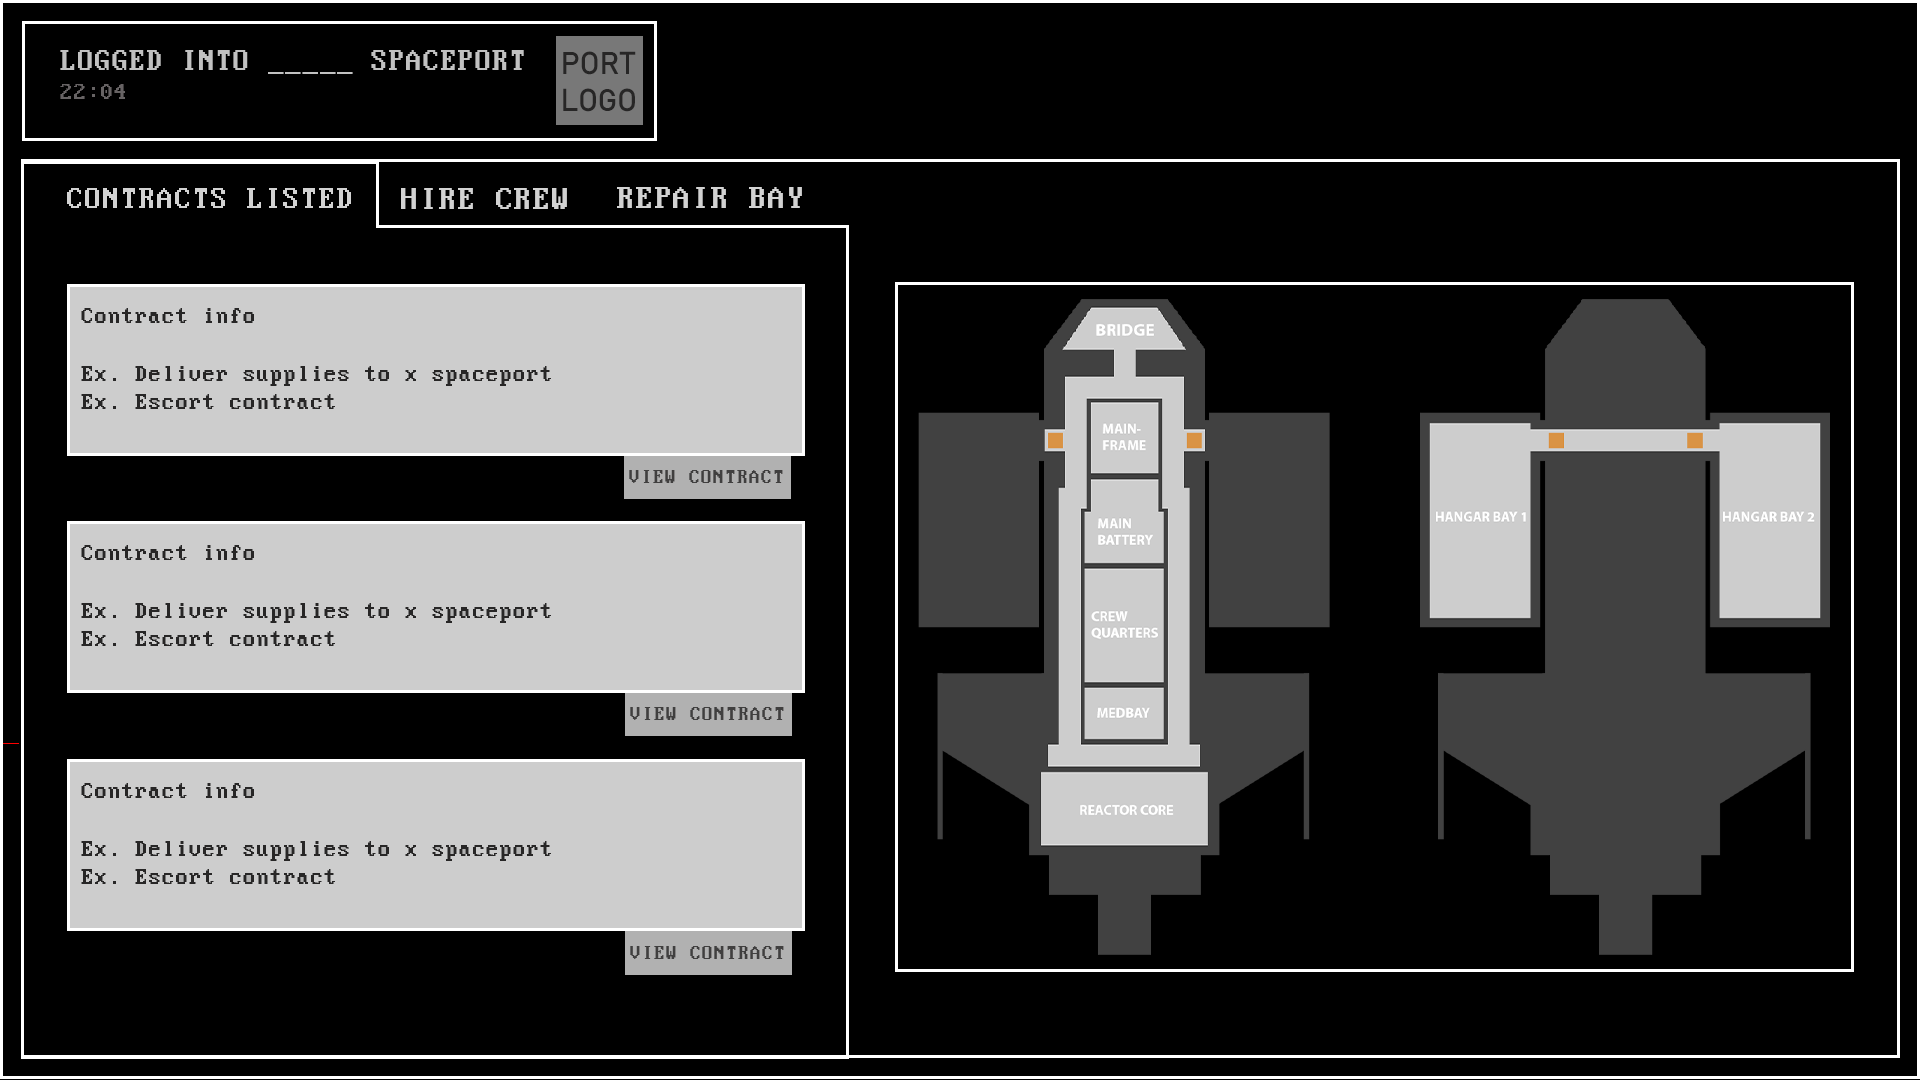 LOGGED INTO _____ SPACEPORT
22:04
PORT
LOGO
CONTRACTS LISTED
HIRE CREW
REPAIR BAY
Contract info
Ex. Deliver supplies to x spaceport
Ex. Escort contract
VIEW CONTRACT
Contract info
Ex. Deliver supplies to x spaceport
Ex. Escort contract
VIEW CONTRACT
Contract info
Ex. Deliver supplies to x spaceport
Ex. Escort contract
VIEW CONTRACT
BRIDGE
MAIN-
FRAME
MAIN
BATTERY
CREW
QUARTERS
MEDBAY
REACTOR CORE
HANGAR BAY 1
HANGAR BAY 2